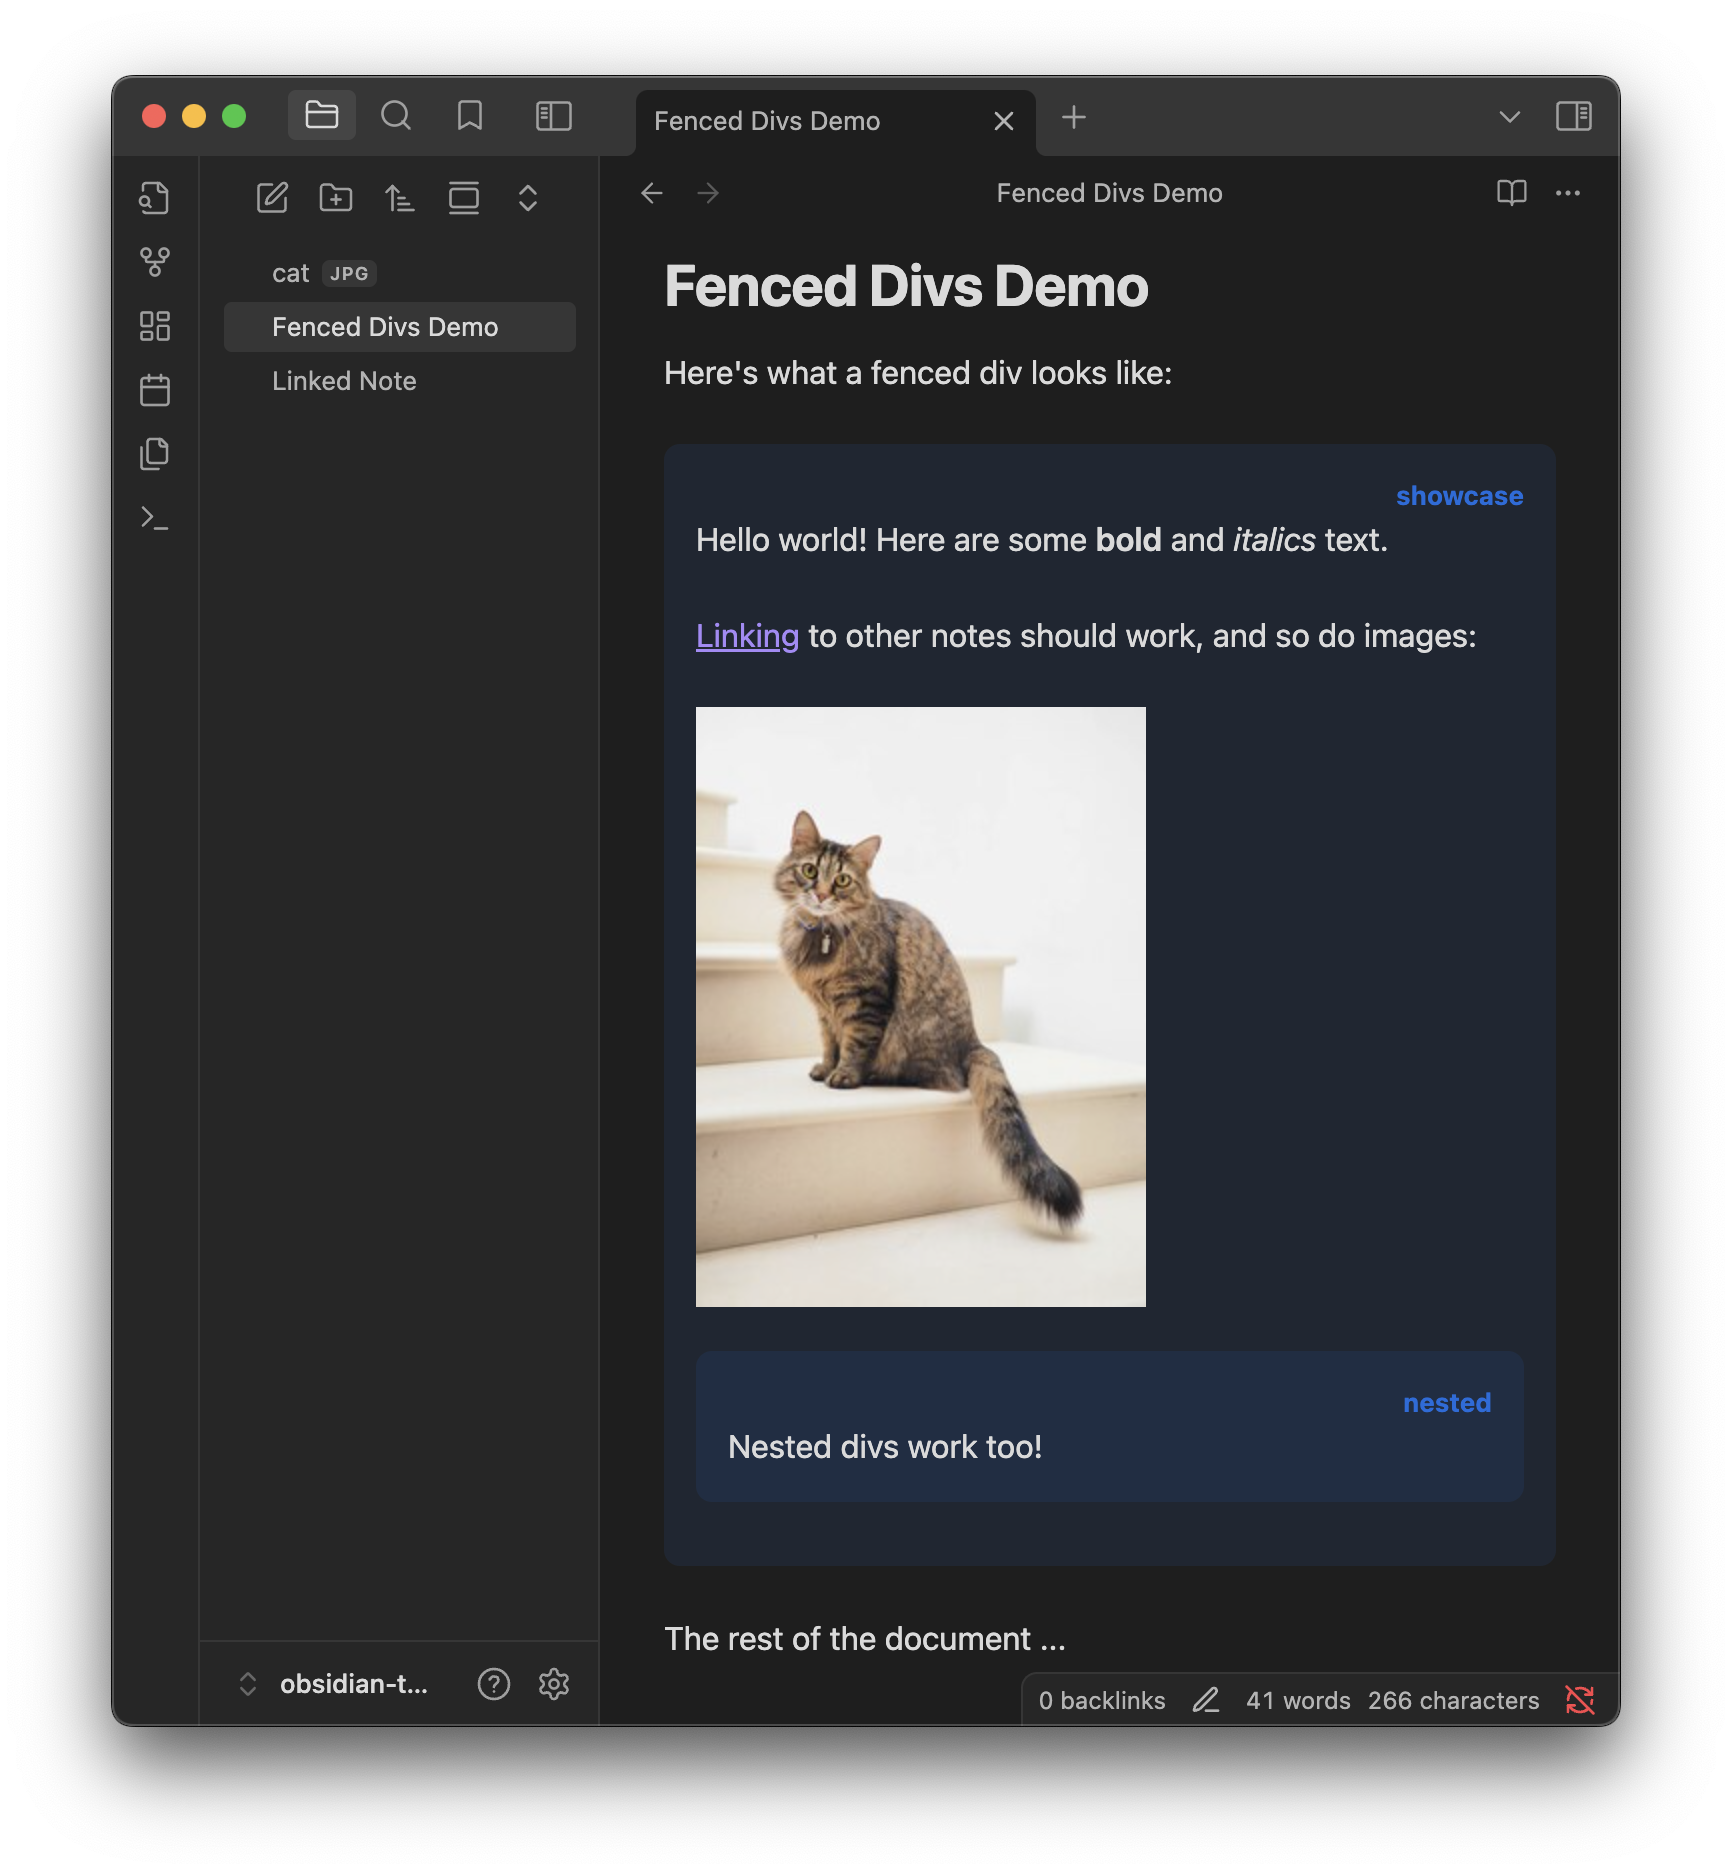 Fenced Divs Demo
cat JPG
Fenced Divs Demo
Linked Note
obsidian-t...
Fenced Divs Demo
Fenced Divs Demo
Here's what a fenced div looks like:
showcase
Hello world! Here are some bold and italics text.
Linking to other notes should work, and so do images:
nested
Nested divs work too!
The rest of the document ...
0 backlinks 41 words 266 characters